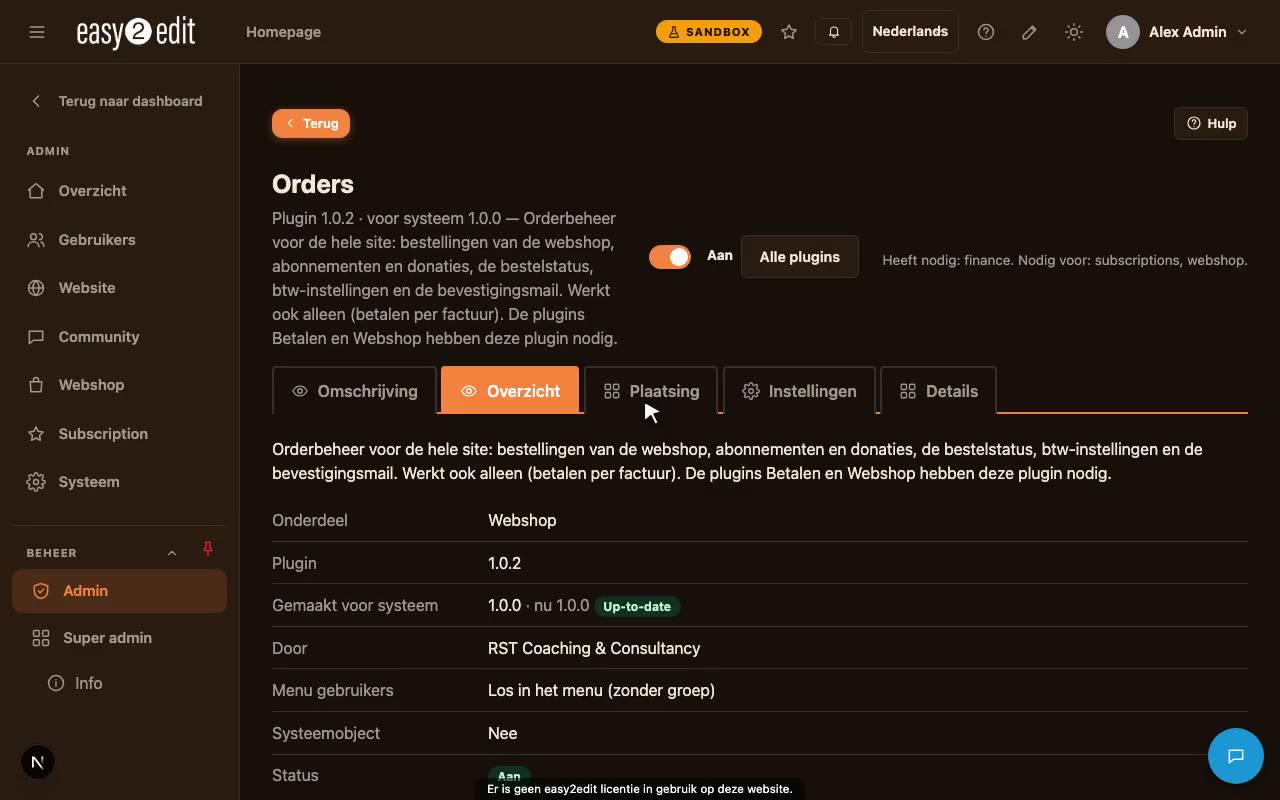 easy2edit
Homepage
SANDBOX
Nederlands
A
Alex Admin
Terug naar dashboard
ADMIN
Overzicht
Gebruikers
Website
Community
Webshop
Subscription
Systeem
BEHEER
Admin
Super admin
Info
N
Terug
Hulp
Orders
Plugin 1.0.2 · voor systeem 1.0.0 — Orderbeheer
voor de hele site: bestellingen van de webshop,
abonnementen en donaties, de bestelstatus,
btw-instellingen en de bevestigingsmail. Werkt
ook alleen (betalen per factuur). De plugins
Betalen en Webshop hebben deze plugin nodig.
Aan
Alle plugins
Heeft nodig: finance. Nodig voor: subscriptions, webshop.
Omschrijving
Overzicht
Plaatsing
Instellingen
Details
Orderbeheer voor de hele site: bestellingen van de webshop, abonnementen en donaties, de bestelstatus, btw-instellingen en de
bevestigingsmail. Werkt ook alleen (betalen per factuur). De plugins Betalen en Webshop hebben deze plugin nodig.
Onderdeel Webshop
Plugin 1.0.2
Gemaakt voor systeem 1.0.0 · nu 1.0.0 Up-to-date
Door RST Coaching & Consultancy
Menu gebruikers Los in het menu (zonder groep)
Systeemobject Nee
Status Aan
Er is geen easy2edit licentie in gebruik op deze website.